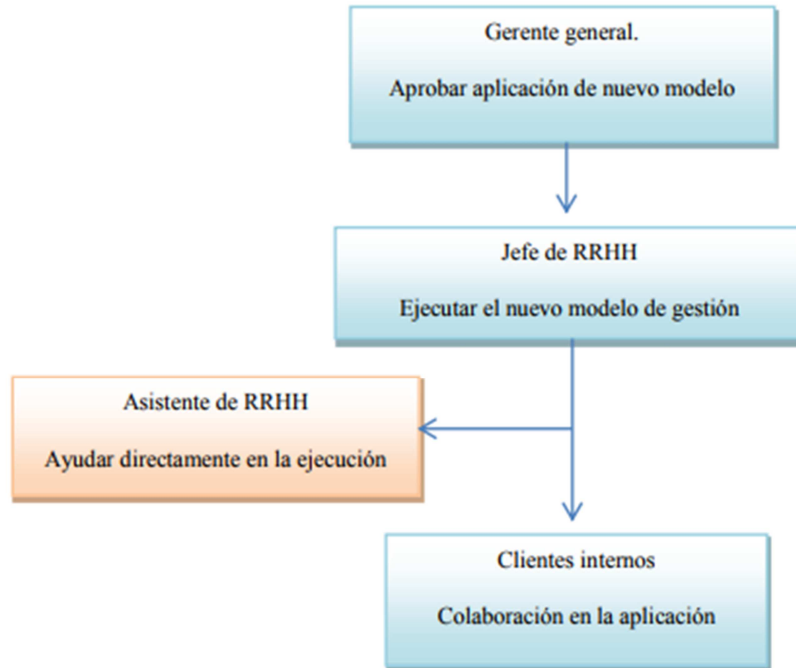 Gerente general.
Aprobar aplicación de nuevo modelo
Jefe de RRHH
Ejecutar el nuevo modelo de gestión
Asistente de RRHH
Ayudar directamente en la ejecución
Clientes internos
Colaboración en la aplicación